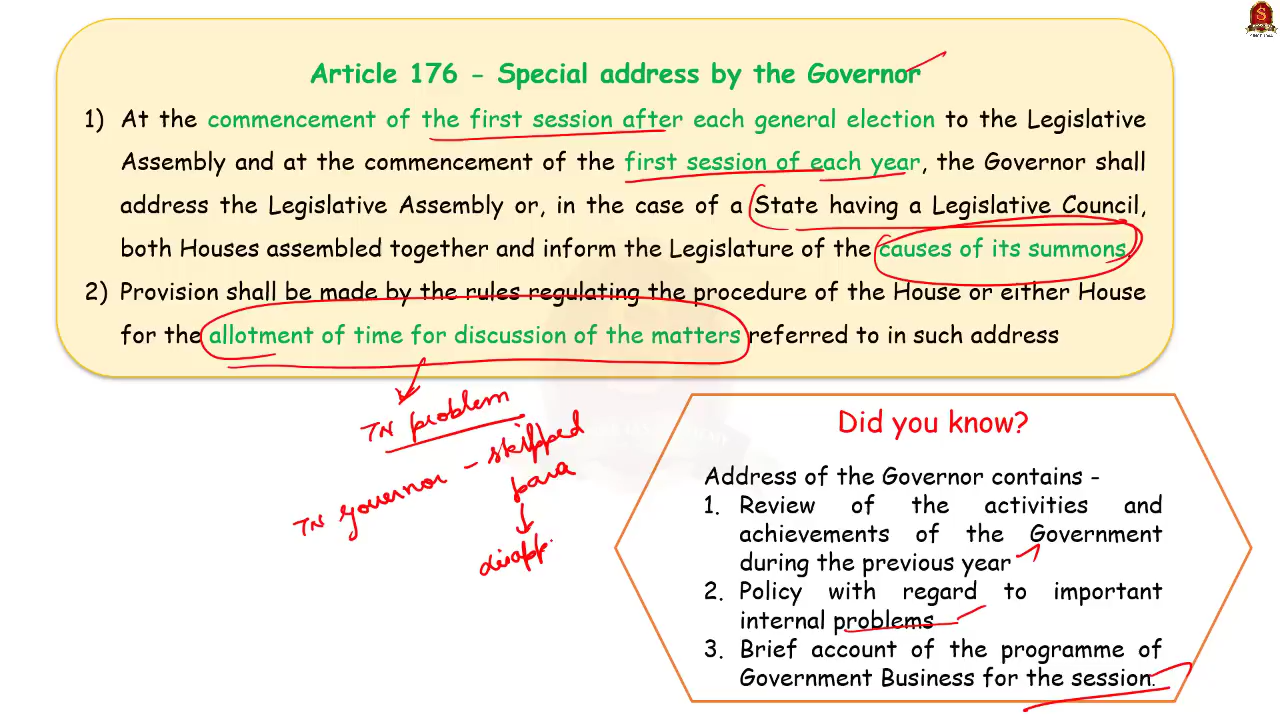 Article 176 - Special address by the Governor
1) At the commencement of the first session after each general election to the Legislative
Assembly and at the commencement of the first session of each year, the Governor shall
address the Legislative Assembly or, in the case of a State having a Legislative Council,
both Houses assembled together and inform the Legislature of the causes of its summons.
2) Provision shall be made by the rules regulating the procedure of the House or either House
for the allotment of time for discussion of the matters referred to in such address
TN problem
TN governor - skipped
para
disapp
Did you know?
Address of the Governor contains -
1. Review of the activities and
achievements of the Government
during the previous year
2. Policy with regard to important
internal problems
3. Brief account of the programme of
Government Business for the session.